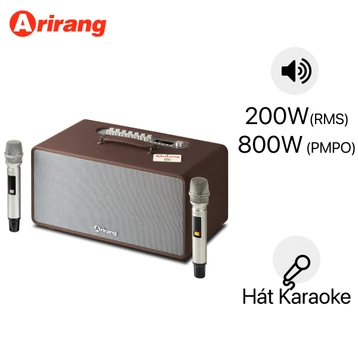 Arirang
200W(RMS)
800W (PMPO)
Arirang
Hát Karaoke